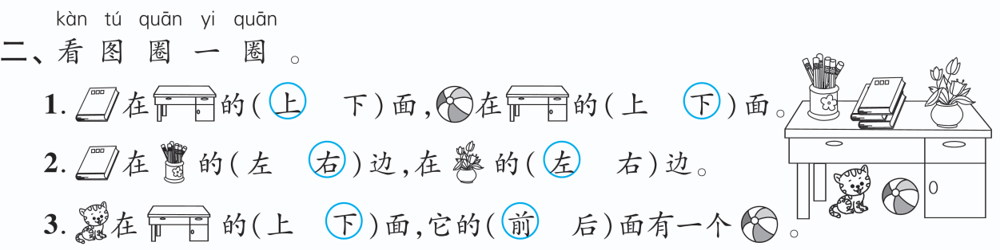 kàn tú quān yi quān
二、看图圈一圈。
1. 在的(上 下)面,在的(上 下)面。
2. 在的(左 右)边,在的(左 右)边。
3. 在的(上 下)面,它的(前 后)面有一个。